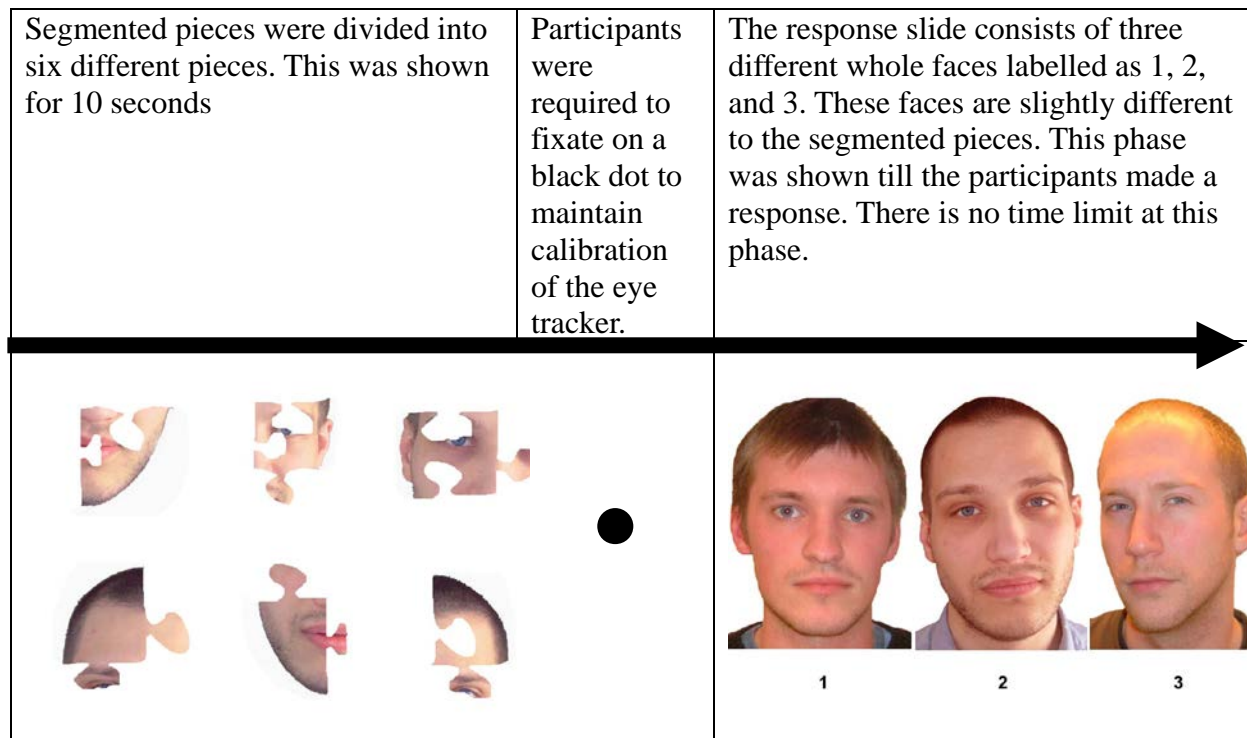 Segmented pieces were divided into
six different pieces. This was shown
for 10 seconds
Participants
were
required to
fixate on a
black dot to
maintain
calibration
of the eye
tracker.
The response slide consists of three
different whole faces labelled as 1, 2,
and 3. These faces are slightly different
to the segmented pieces. This phase
was shown till the participants made a
response. There is no time limit at this
phase.
1 2 3